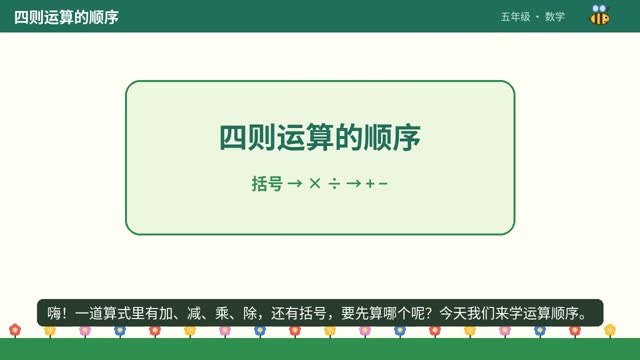 四则运算的顺序
五年级 · 数学
四则运算的顺序
括号 → × ÷ → + −
嗨！一道算式里有加、减、乘、除，还有括号，要先算哪个呢？今天我们来学运算顺序。